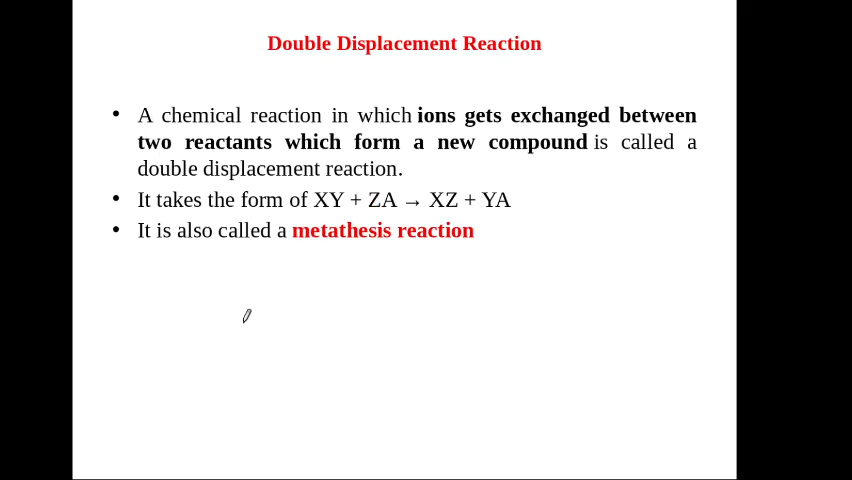 Double Displacement Reaction
• A chemical reaction in which ions gets exchanged between
two reactants which form a new compound is called a
double displacement reaction.
• It takes the form of XY + ZA → XZ + YA
• It is also called a metathesis reaction